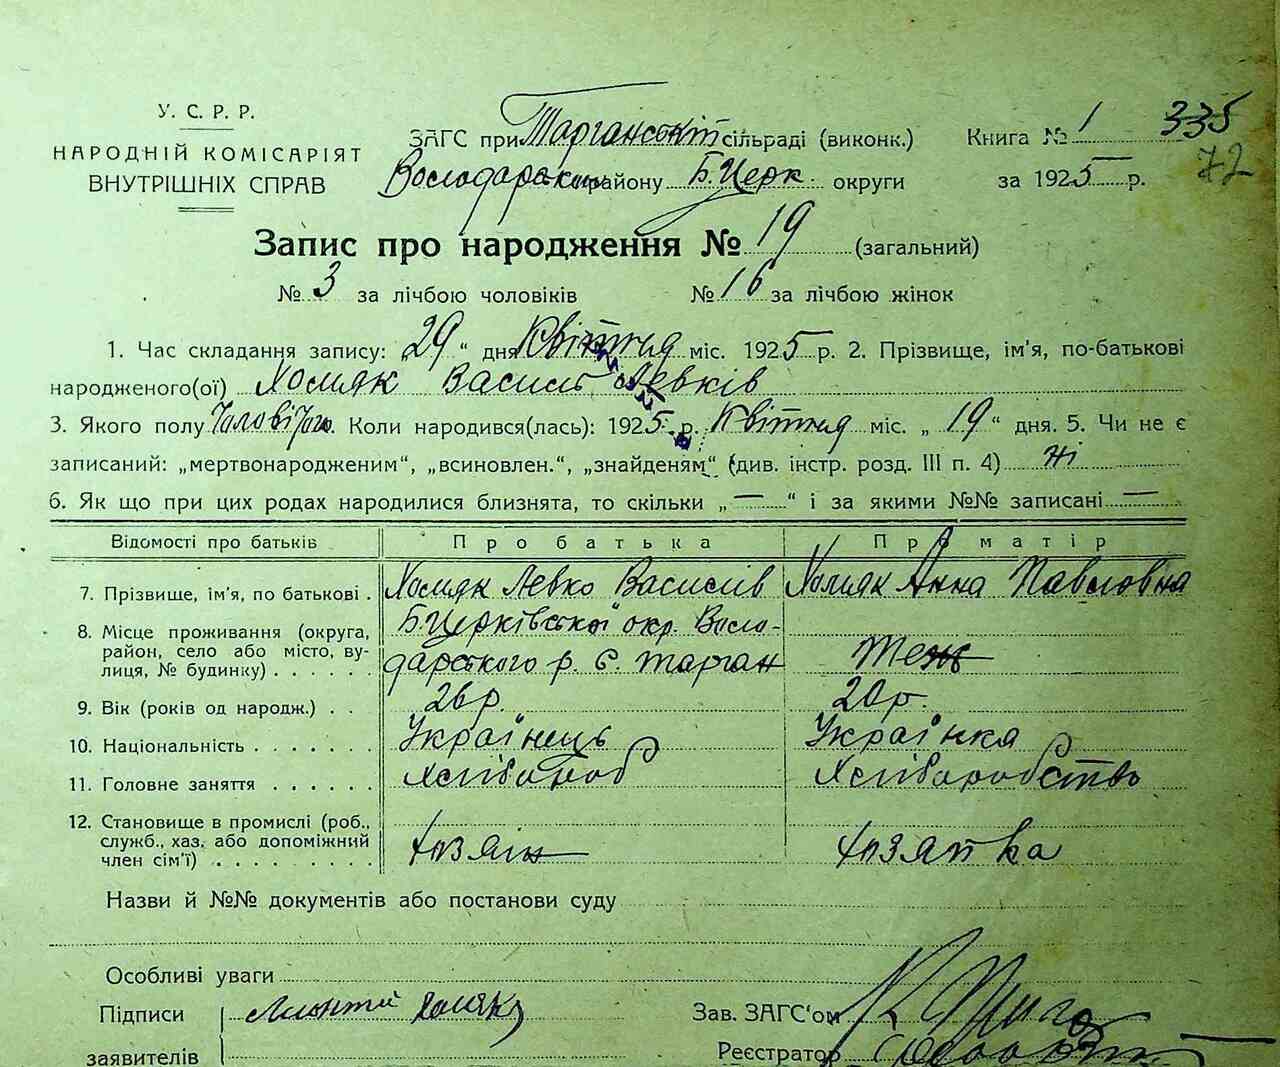 У. С. Р. Р.
НАРОДНІЙ КОМІСАРІЯТ
ВНУТРІШНІХ СПРАВ
ЗАГС при Тарганській сільраді (виконк.)
Володарськ. району Б. Церк. округи
Книга № 1
335
72
за 1925 р.
Запис про народження № 19 (загальний)
№ 3 за лічбою чоловіків № 16 за лічбою жінок
1. Час складання запису: „29“ дня Квітня міс. 1925 р. 2. Прізвище, ім'я, по-батькові
народженого(ої) Хомяк Василь Левків
3. Якого полу Чоловічого. Коли народився(лась): 1925 р. Квітня міс. „19“ дня. 5. Чи не є
записаний: „мертвонародженим“, „всиновлен.“, „знайденям“ (див. інстр. розд. III п. 4) ні
6. Як що при цих родах народилися близнята, то скільки „—“ і за якими №№ записані —
Відомості про батьків Про батька Про матір
7. Прізвище, ім'я, по батькові . Хомяк Левко Василів Хомяк Анна Павловна
8. Місце проживання (округа, район, село або місто, вулиця, № будинку) . . . . . . Б.Церківської окр. Володарського р. с. Тарган Теж
9. Вік (років од народж.) . . 26 р. 20 р.
10. Національність . . . . . . . Українець Українка
11. Головне заняття . . . . . . Хлібороб Хліборобство
12. Становище в промислі (роб., служб., хаз. або допоміжний член сім'ї) . . . . . . . . . Хозяін Хозяйка
Назви й №№ документів або постанови суду
Особливі уваги
Підписи Хомяк Зав. ЗАГС'ом
заявителів Реєстратор